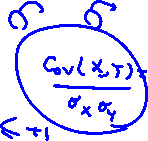 σ σ
Cov(X,Y) =
σx σy
≤ +1